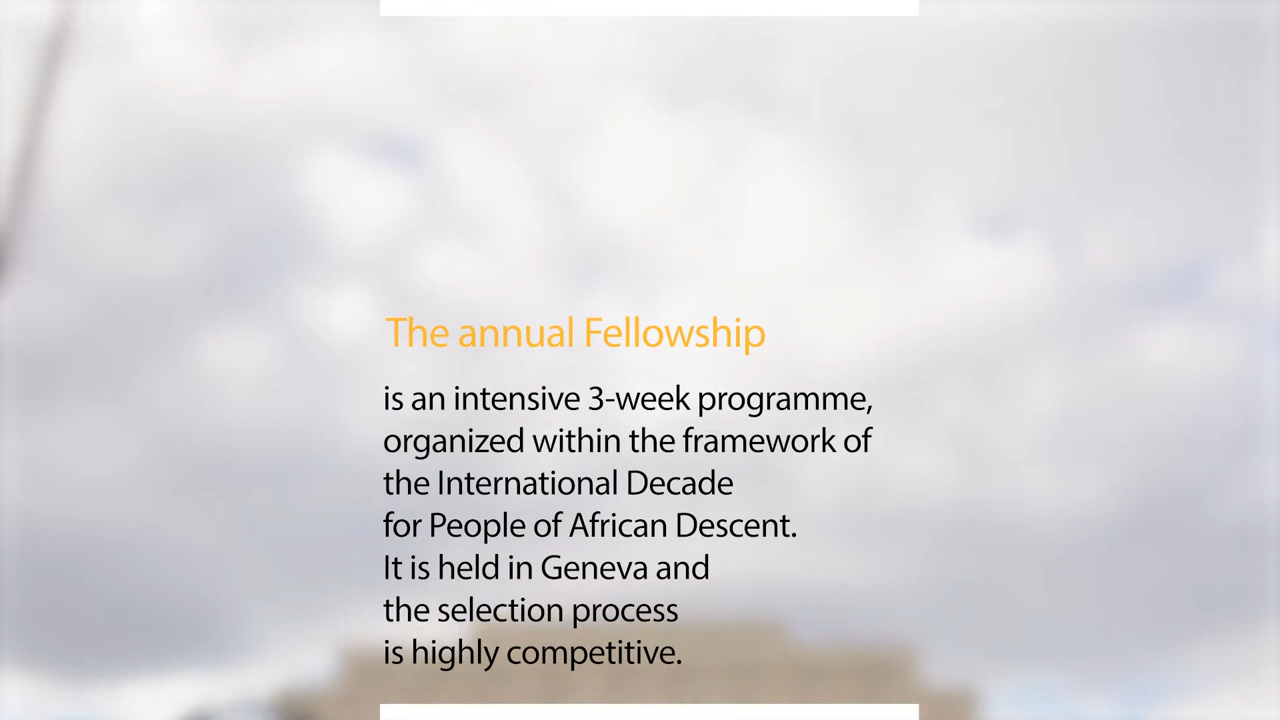 The annual Fellowship
is an intensive 3-week programme,
organized within the framework of
the International Decade
for People of African Descent.
It is held in Geneva and
the selection process
is highly competitive.